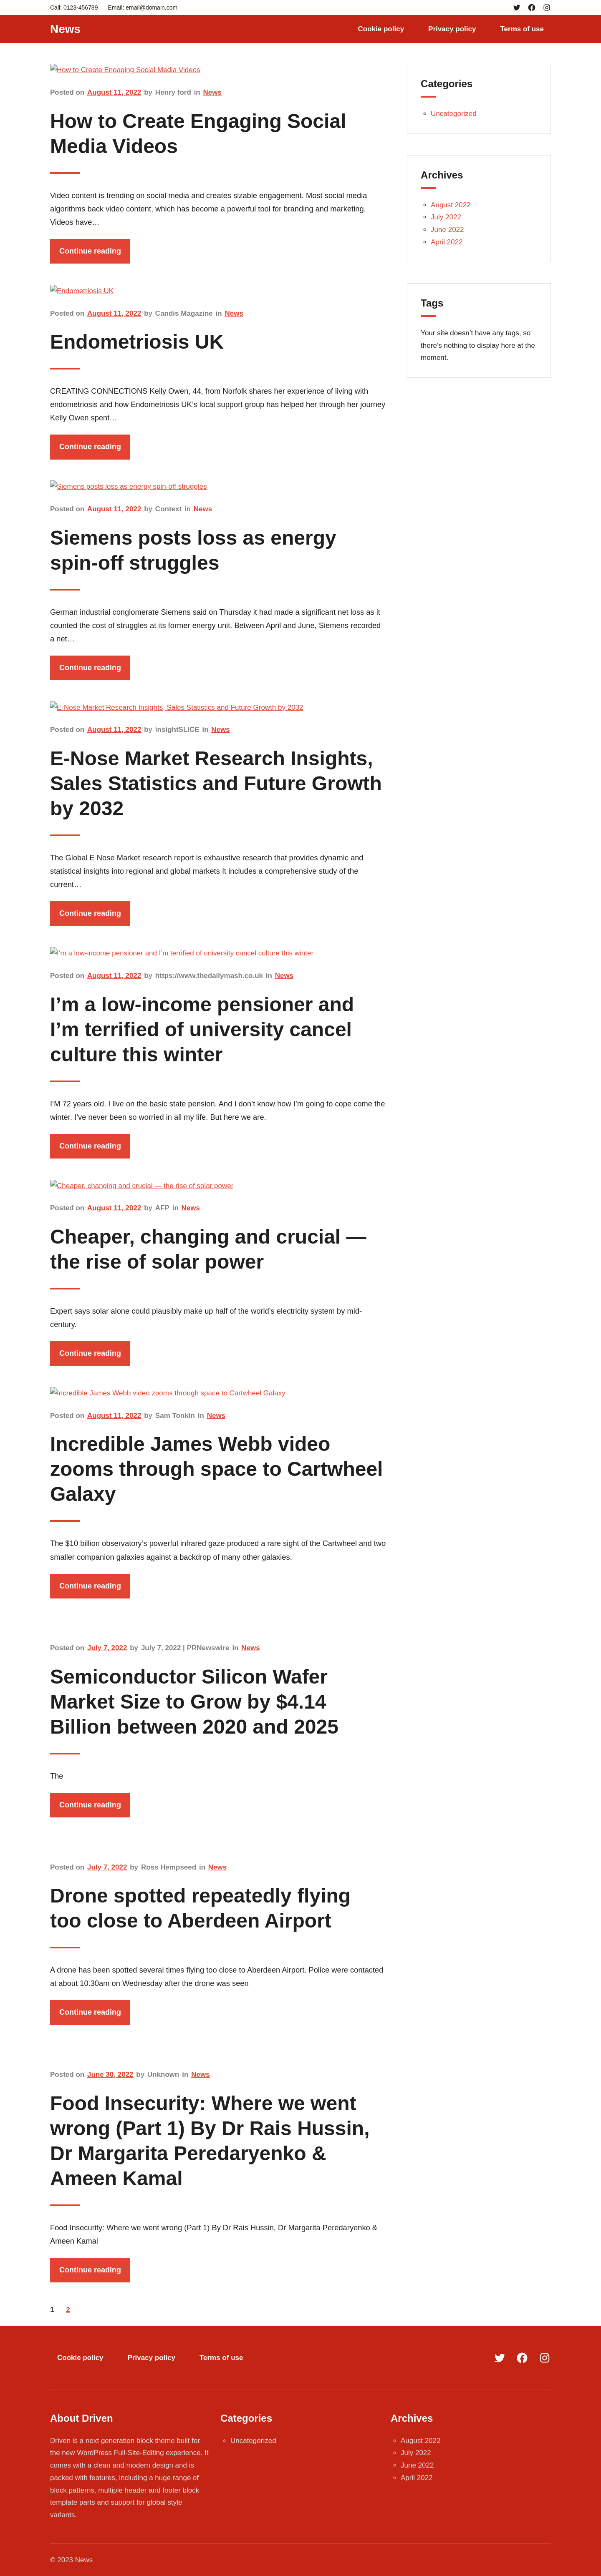 Call: 0123-456789 Email: email@domain.com
News
Cookie policy Privacy policy Terms of use
How to Create Engaging Social Media Videos
Posted on August 11, 2022 by Henry ford in News
How to Create Engaging Social
Media Videos
Video content is trending on social media and creates sizable engagement. Most social media
algorithms back video content, which has become a powerful tool for branding and marketing.
Videos have…
Continue reading
Endometriosis UK
Posted on August 11, 2022 by Candis Magazine in News
Endometriosis UK
CREATING CONNECTIONS Kelly Owen, 44, from Norfolk shares her experience of living with
endometriosis and how Endometriosis UK's local support group has helped her through her journey
Kelly Owen spent…
Continue reading
Siemens posts loss as energy spin-off struggles
Posted on August 11, 2022 by Context in News
Siemens posts loss as energy
spin-off struggles
German industrial conglomerate Siemens said on Thursday it had made a significant net loss as it
counted the cost of struggles at its former energy unit. Between April and June, Siemens recorded
a net…
Continue reading
E-Nose Market Research Insights, Sales Statistics and Future Growth by 2032
Posted on August 11, 2022 by insightSLICE in News
E-Nose Market Research Insights,
Sales Statistics and Future Growth
by 2032
The Global E Nose Market research report is exhaustive research that provides dynamic and
statistical insights into regional and global markets It includes a comprehensive study of the
current…
Continue reading
I'm a low-income pensioner and I'm terrified of university cancel culture this winter
Posted on August 11, 2022 by https://www.thedailymash.co.uk in News
I'm a low-income pensioner and
I'm terrified of university cancel
culture this winter
I'M 72 years old. I live on the basic state pension. And I don't know how I'm going to cope come the
winter. I've never been so worried in all my life. But here we are.
Continue reading
Cheaper, changing and crucial — the rise of solar power
Posted on August 11, 2022 by AFP in News
Cheaper, changing and crucial —
the rise of solar power
Expert says solar alone could plausibly make up half of the world's electricity system by mid-
century.
Continue reading
Incredible James Webb video zooms through space to Cartwheel Galaxy
Posted on August 11, 2022 by Sam Tonkin in News
Incredible James Webb video
zooms through space to Cartwheel
Galaxy
The $10 billion observatory's powerful infrared gaze produced a rare sight of the Cartwheel and two
smaller companion galaxies against a backdrop of many other galaxies.
Continue reading
Posted on July 7, 2022 by July 7, 2022 | PRNewswire in News
Semiconductor Silicon Wafer
Market Size to Grow by $4.14
Billion between 2020 and 2025
The
Continue reading
Posted on July 7, 2022 by Ross Hempseed in News
Drone spotted repeatedly flying
too close to Aberdeen Airport
A drone has been spotted several times flying too close to Aberdeen Airport. Police were contacted
at about 10.30am on Wednesday after the drone was seen
Continue reading
Posted on June 30, 2022 by Unknown in News
Food Insecurity: Where we went
wrong (Part 1) By Dr Rais Hussin,
Dr Margarita Peredaryenko &
Ameen Kamal
Food Insecurity: Where we went wrong (Part 1) By Dr Rais Hussin, Dr Margarita Peredaryenko &
Ameen Kamal
Continue reading
1 2
Categories
Uncategorized
Archives
August 2022
July 2022
June 2022
April 2022
Tags
Your site doesn't have any tags, so
there's nothing to display here at the
moment.
Cookie policy Privacy policy Terms of use
About Driven
Driven is a next generation block theme built for
the new WordPress Full-Site-Editing experience. It
comes with a clean and modern design and is
packed with features, including a huge range of
block patterns, multiple header and footer block
template parts and support for global style
variants.
Categories
Uncategorized
Archives
August 2022
July 2022
June 2022
April 2022
© 2023 News